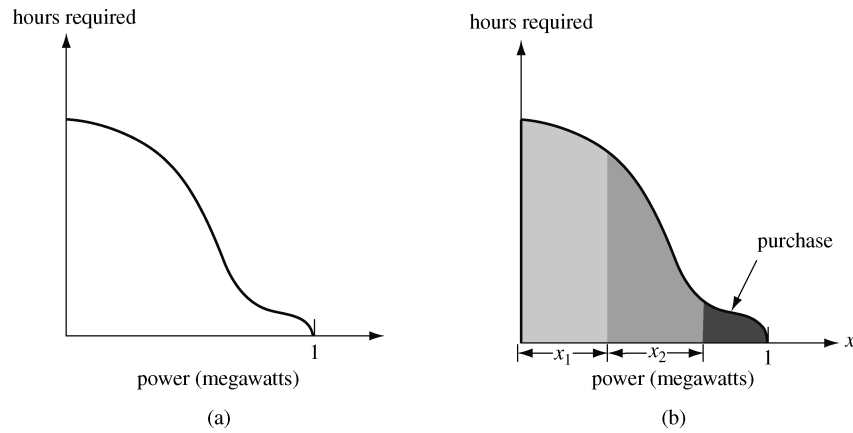 hours required
1
power (megawatts)
(a)
hours required
purchase
x₁ x₂ 1 x
power (megawatts)
(b)